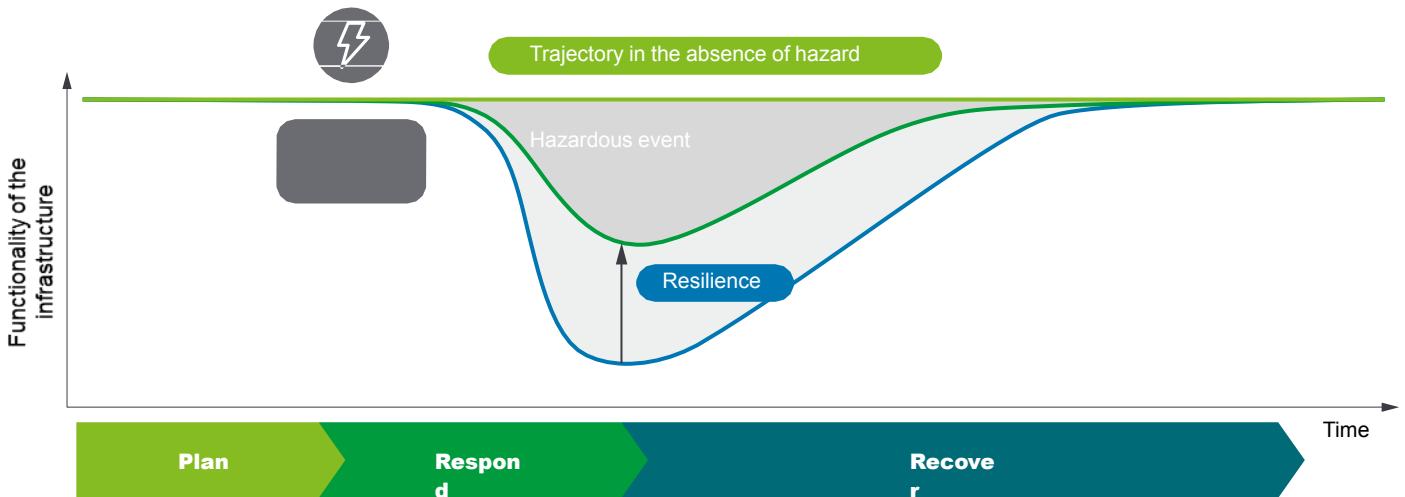 Trajectory in the absence of hazard
Hazardous event
Functionality of the
infrastructure
Resilience
Time
Plan
Respon
d
Recove
r